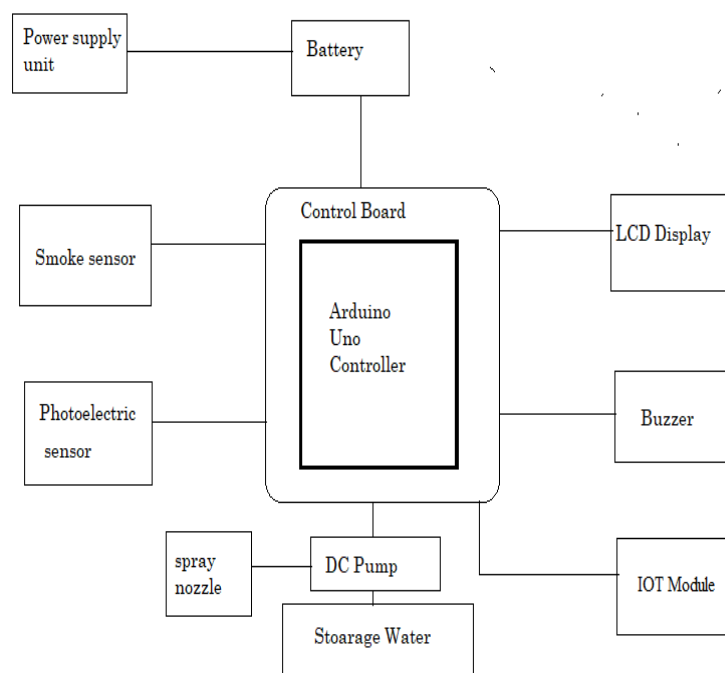 Power supply
unit
Battery
Control Board
Smoke sensor
LCD Display
Arduino
Uno
Controller
Photoelectric
sensor
Buzzer
spray
nozzle
DC Pump
IOT Module
Stoarage Water